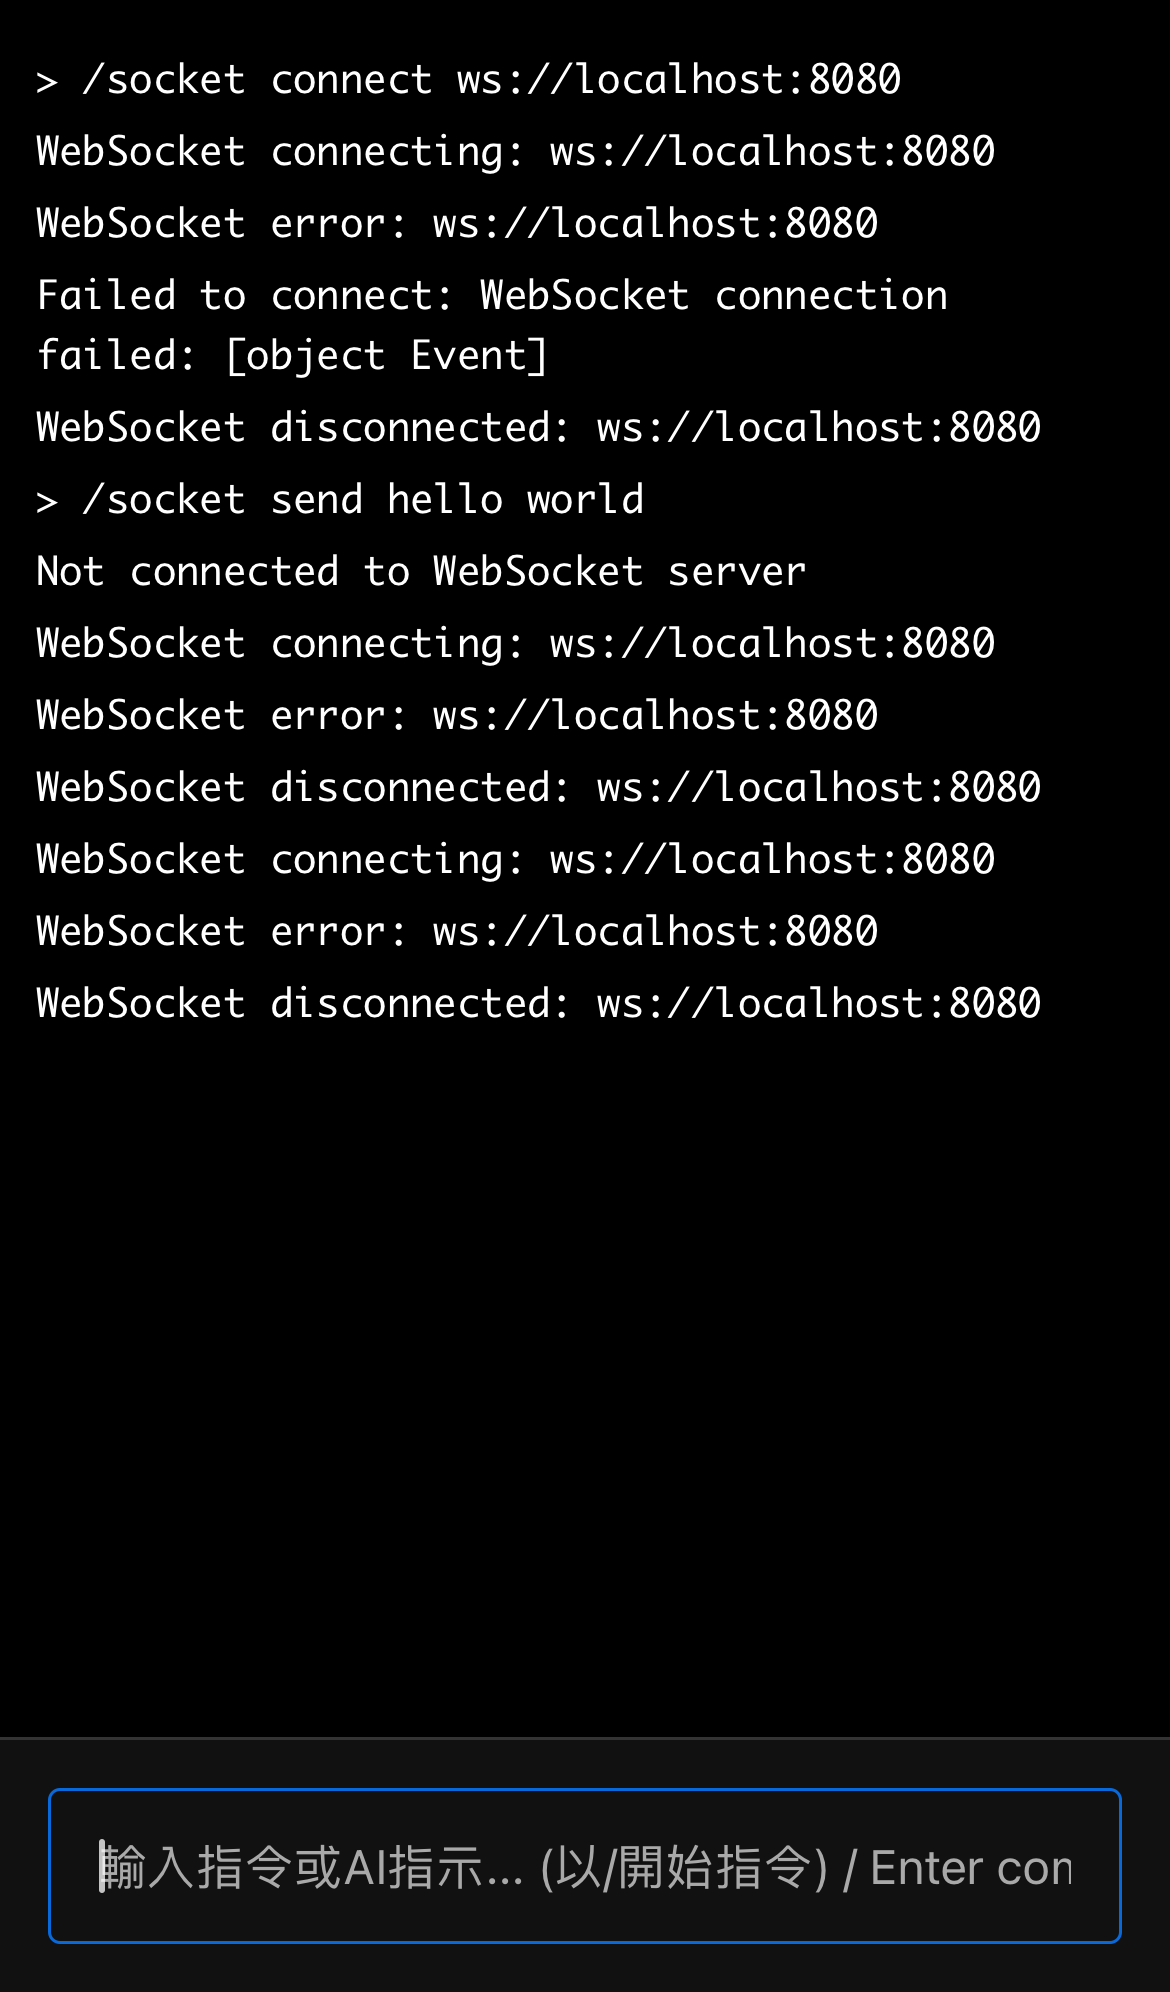 > /socket connect ws://localhost:8080
WebSocket connecting: ws://localhost:8080
WebSocket error: ws://localhost:8080
Failed to connect: WebSocket connection
failed: [object Event]
WebSocket disconnected: ws://localhost:8080
> /socket send hello world
Not connected to WebSocket server
WebSocket connecting: ws://localhost:8080
WebSocket error: ws://localhost:8080
WebSocket disconnected: ws://localhost:8080
WebSocket connecting: ws://localhost:8080
WebSocket error: ws://localhost:8080
WebSocket disconnected: ws://localhost:8080
輸入指令或AI指示... (以/開始指令) / Enter con